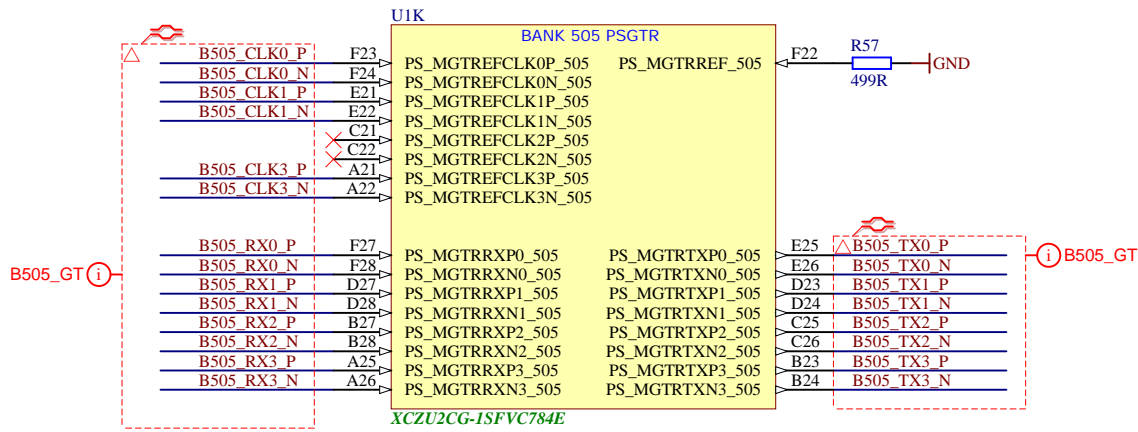 U1K
BANK 505 PSGTR
B505_CLK0_P F23 PS_MGTREFCLK0P_505 PS_MGTRREF_505 F22 R57 499R GND
B505_CLK0_N F24 PS_MGTREFCLK0N_505
B505_CLK1_P E21 PS_MGTREFCLK1P_505
B505_CLK1_N E22 PS_MGTREFCLK1N_505
C21 PS_MGTREFCLK2P_505
C22 PS_MGTREFCLK2N_505
B505_CLK3_P A21 PS_MGTREFCLK3P_505
B505_CLK3_N A22 PS_MGTREFCLK3N_505
B505_RX0_P F27 PS_MGTRRXP0_505 PS_MGTRTXP0_505 E25 B505_TX0_P
B505_GT i B505_RX0_N F28 PS_MGTRRXN0_505 PS_MGTRTXN0_505 E26 B505_TX0_N i B505_GT
B505_RX1_P D27 PS_MGTRRXP1_505 PS_MGTRTXP1_505 D23 B505_TX1_P
B505_RX1_N D28 PS_MGTRRXN1_505 PS_MGTRTXN1_505 D24 B505_TX1_N
B505_RX2_P B27 PS_MGTRRXP2_505 PS_MGTRTXP2_505 C25 B505_TX2_P
B505_RX2_N B28 PS_MGTRRXN2_505 PS_MGTRTXN2_505 C26 B505_TX2_N
B505_RX3_P A25 PS_MGTRRXP3_505 PS_MGTRTXP3_505 B23 B505_TX3_P
B505_RX3_N A26 PS_MGTRRXN3_505 PS_MGTRTXN3_505 B24 B505_TX3_N
XCZU2CG-1SFVC784E